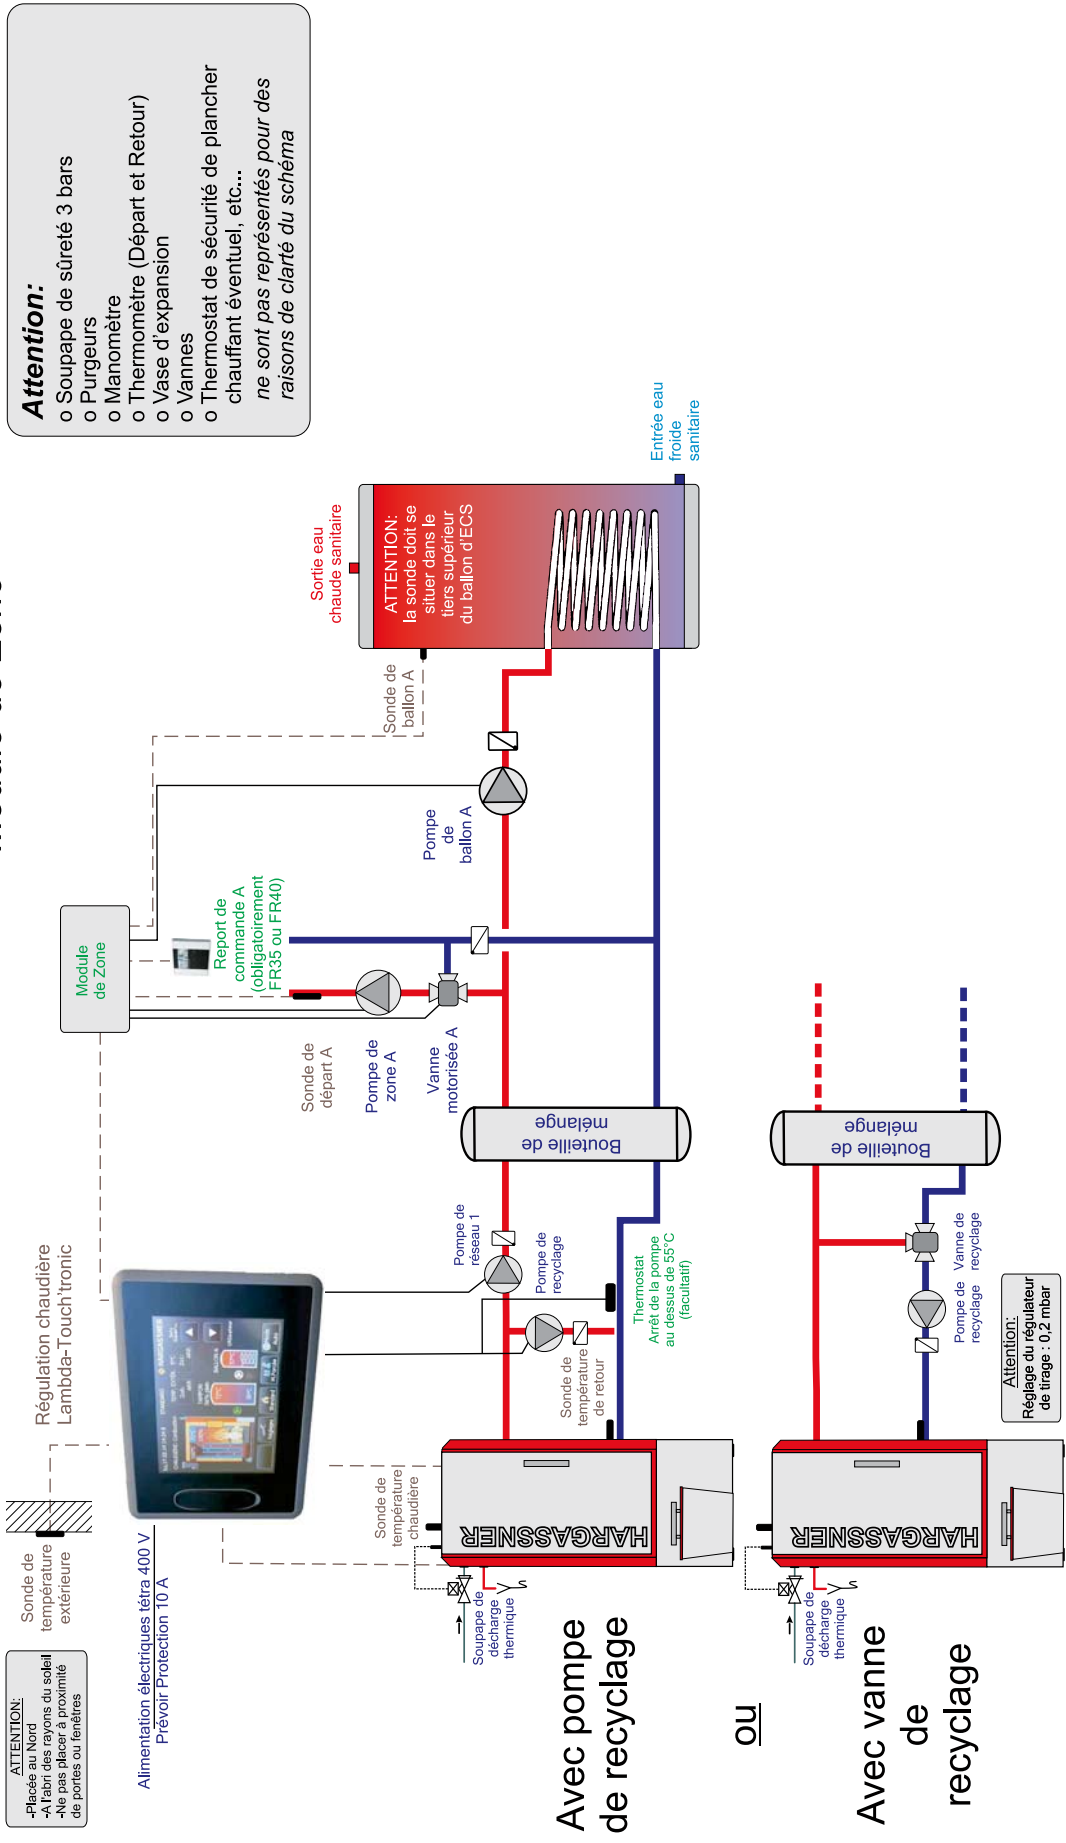 ATTENTION:
-Placée au Nord
-A l'abri des rayons du soleil
-Ne pas placer à proximité
de portes ou fenêtres
Sonde de
température
extérieure
Régulation chaudière
Lambda-Touch'tronic
Alimentation électriques tétra 400 V
Prévoir Protection 10 A
HARGASSNER
Module
de Zone
Attention:
o Soupape de sûreté 3 bars
o Purgeurs
o Manomètre
o Thermomètre (Départ et Retour)
o Vase d'expansion
o Vannes
o Thermostat de sécurité de plancher
chauffant éventuel, etc...
ne sont pas représentés pour des
raisons de clarté du schéma
Report de
commande A
(obligatoirement
FR35 ou FR40)
Sonde de
départ A
Pompe de
zone A
Vanne
motorisée A
Sonde de
ballon A
Pompe
de
ballon A
Sortie eau
chaude sanitaire
ATTENTION:
la sonde doit se
situer dans le
tiers supérieur
du ballon d'ECS
Entrée eau
froide
sanitaire
Avec pompe
de recyclage
Soupape de
décharge
thermique
Sonde de
température
chaudière
HARGASSNER
Sonde de
température
de retour
Pompe de
réseau 1
Pompe de
recyclage
Thermostat
Arrêt de la pompe
au dessus de 55°C
(facultatif)
Bouteille de
mélange
ou
Avec vanne
de
recyclage
Soupape de
décharge
thermique
HARGASSNER
Pompe de
recyclage
Vanne de
recyclage
Bouteille de
mélange
Attention:
Réglage du régulateur
de tirage : 0,2 mbar